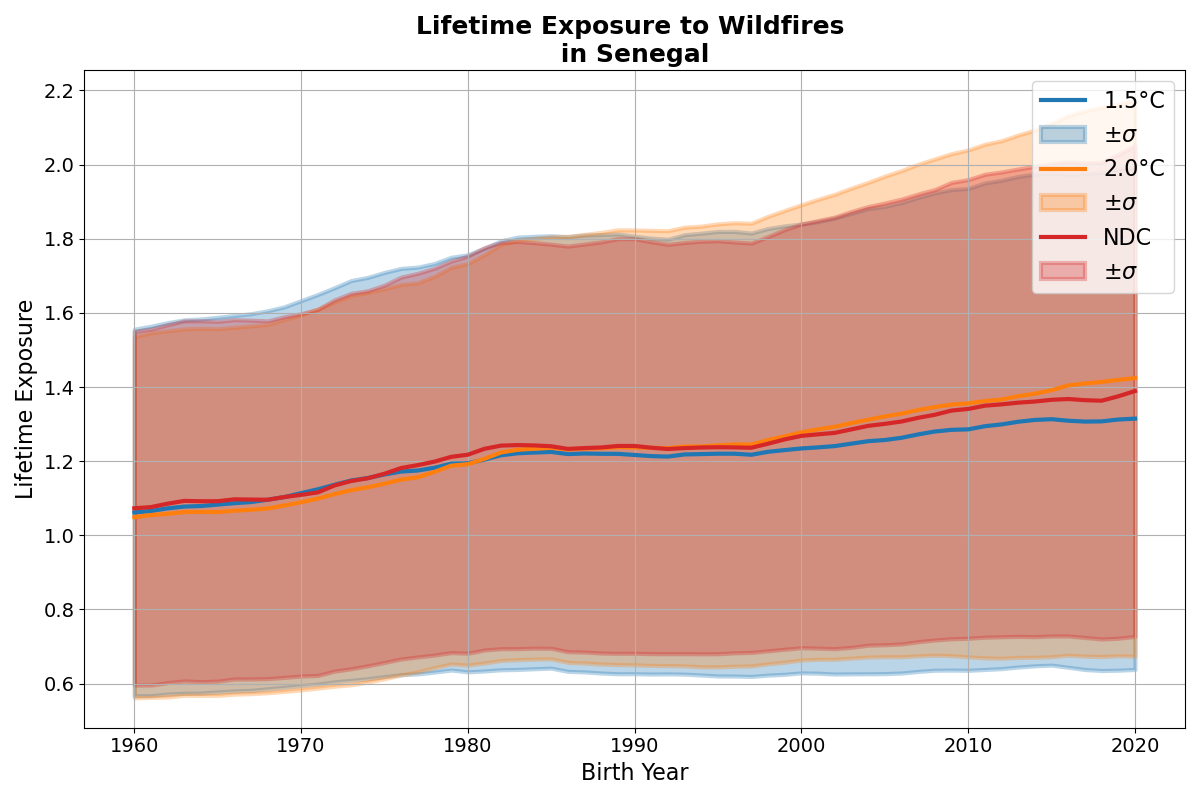 Lifetime Exposure to Wildfires
in Senegal
Lifetime Exposure
2.2
2.0
1.8
1.6
1.4
1.2
1.0
0.8
0.6
1960
1970
1980
1990
2000
2010
2020
Birth Year
1.5°C
±σ
2.0°C
±σ
NDC
±σ